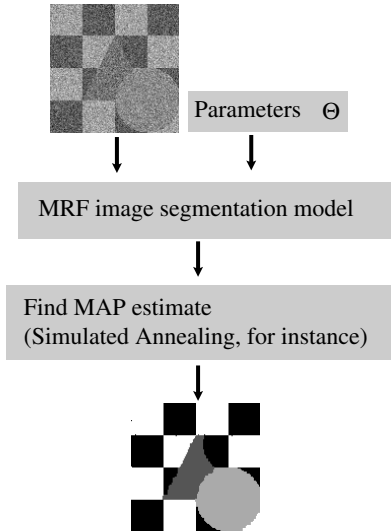 Parameters Θ
MRF image segmentation model
Find MAP estimate
(Simulated Annealing, for instance)